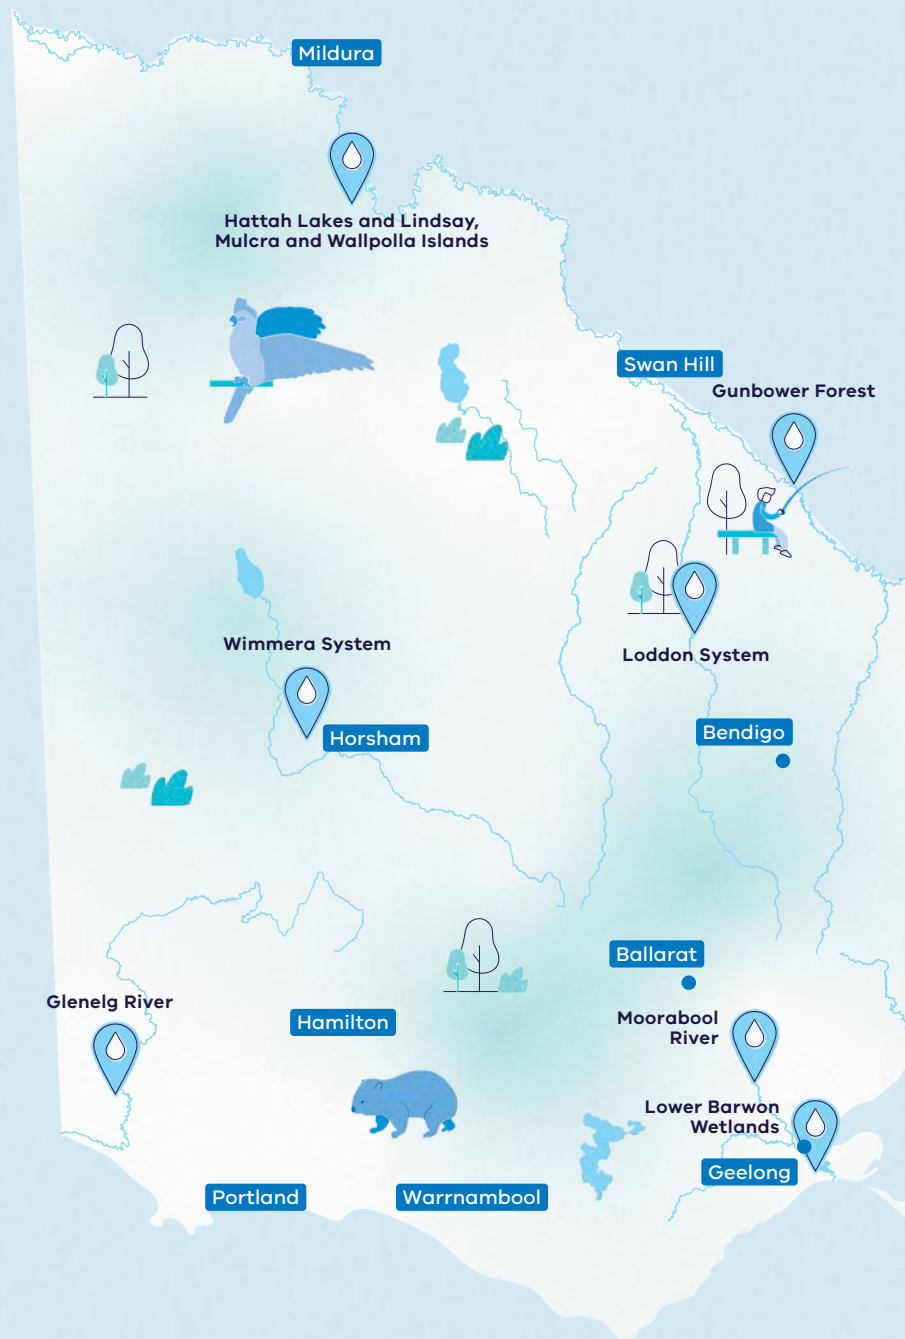 Mildura
Hattah Lakes and Lindsay,
Mulcra and Wallpolla Islands
Swan Hill
Gunbower Forest
Wimmera System
Loddon System
Horsham
Bendigo
Ballarat
Glenelg River
Hamilton
Moorabool
River
Lower Barwon
Wetlands
Geelong
Portland
Warrnambool